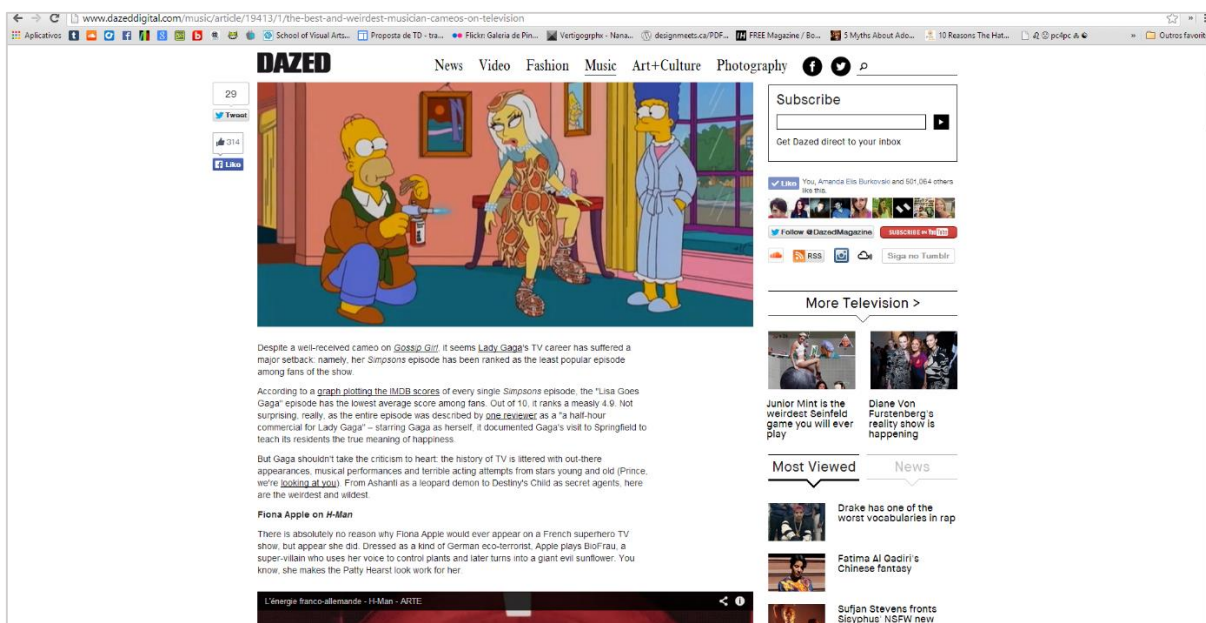 www.dazeddigital.com/music/article/19413/1/the-best-and-weirdest-musician-cameos-on-television
Aplicativos School of Visual Arts... Proposta de TD - tra... Flickr: Galeria de Pin... Vertigogrphx - Nana... designmeets.ca/PDF... FREE Magazine / Bo... 5 Myths About Ado... 10 Reasons The Hat... pc4pc Outros favorit
DAZED News Video Fashion Music Art+Culture Photography
29
Tweet
314
Like
Subscribe
Get Dazed direct to your inbox
Like You, Amanda Elis Burkovski and 501,064 others
like this.
Follow @DazedMagazine SUBSCRIBE ON YouTube
RSS Siga no Tumblr
More Television >
Junior Mint is the
weirdest Seinfeld
game you will ever
play
Diane Von
Furstenberg's
reality show is
happening
Despite a well-received cameo on Gossip Girl, it seems Lady Gaga's TV career has suffered a
major setback: namely, her Simpsons episode has been ranked as the least popular episode
among fans of the show.
According to a graph plotting the IMDB scores of every single Simpsons episode, the "Lisa Goes
Gaga" episode has the lowest average score among fans. Out of 10, it ranks a measly 4.9. Not
surprising, really, as the entire episode was described by one reviewer as a "a half-hour
commercial for Lady Gaga" – starring Gaga as herself, it documented Gaga's visit to Springfield to
teach its residents the true meaning of happiness.
But Gaga shouldn't take the criticism to heart: the history of TV is littered with out-there
appearances, musical performances and terrible acting attempts from stars young and old (Prince,
we're looking at you). From Ashanti as a leopard demon to Destiny's Child as secret agents, here
are the weirdest and wildest.
Fiona Apple on H-Man
There is absolutely no reason why Fiona Apple would ever appear on a French superhero TV
show, but appear she did. Dressed as a kind of German eco-terrorist, Apple plays BioFrau, a
super-villain who uses her voice to control plants and later turns into a giant evil sunflower. You
know, she makes the Patty Hearst look work for her.
L'énergie franco-allemande - H-Man - ARTE
Most Viewed News
Drake has one of the
worst vocabularies in rap
Fatima Al Qadiri's
Chinese fantasy
Sufjan Stevens fronts
Sisyphus' NSFW new